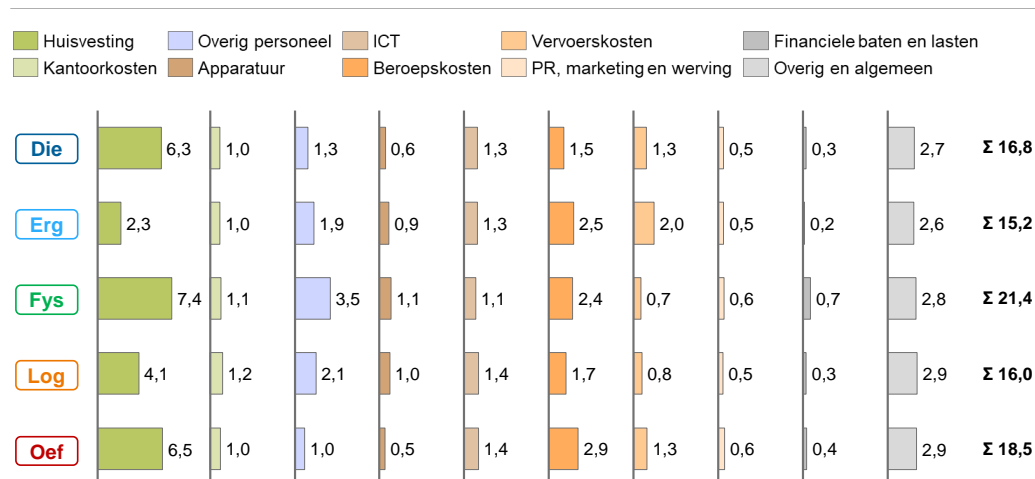 Huisvesting Overig personeel ICT Vervoerskosten Financiele baten en lasten
Kantoorkosten Apparatuur Beroepskosten PR, marketing en werving Overig en algemeen
Die 6,3 1,0 1,3 0,6 1,3 1,5 1,3 0,5 0,3 2,7 Σ 16,8
Erg 2,3 1,0 1,9 0,9 1,3 2,5 2,0 0,5 0,2 2,6 Σ 15,2
Fys 7,4 1,1 3,5 1,1 1,1 2,4 0,7 0,6 0,7 2,8 Σ 21,4
Log 4,1 1,2 2,1 1,0 1,4 1,7 0,8 0,5 0,3 2,9 Σ 16,0
Oef 6,5 1,0 1,0 0,5 1,4 2,9 1,3 0,6 0,4 2,9 Σ 18,5